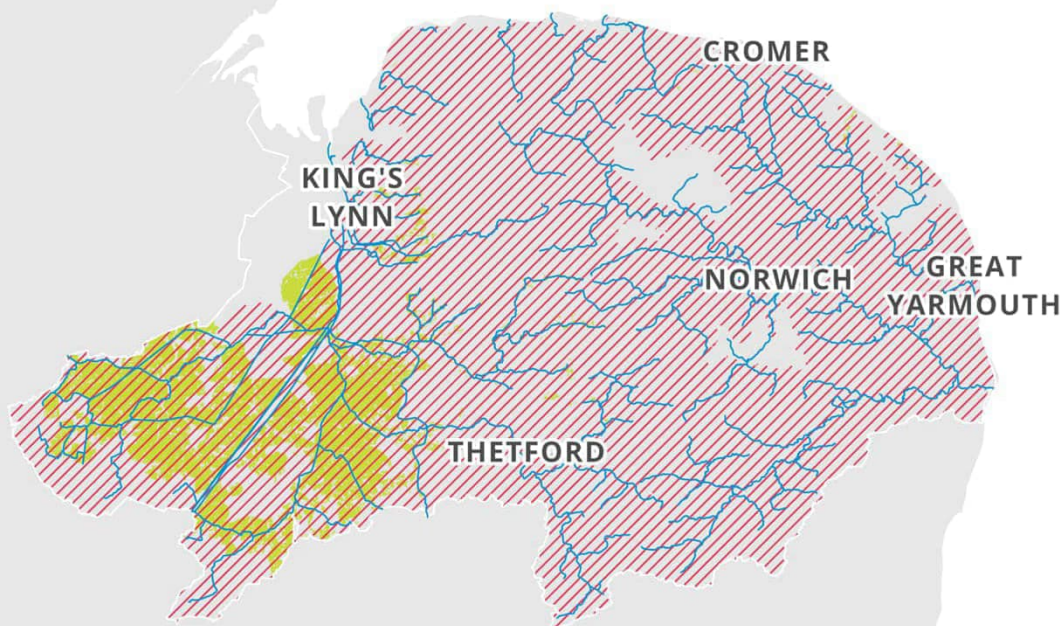 CROMER
KING'S
LYNN
NORWICH
GREAT
YARMOUTH
THETFORD